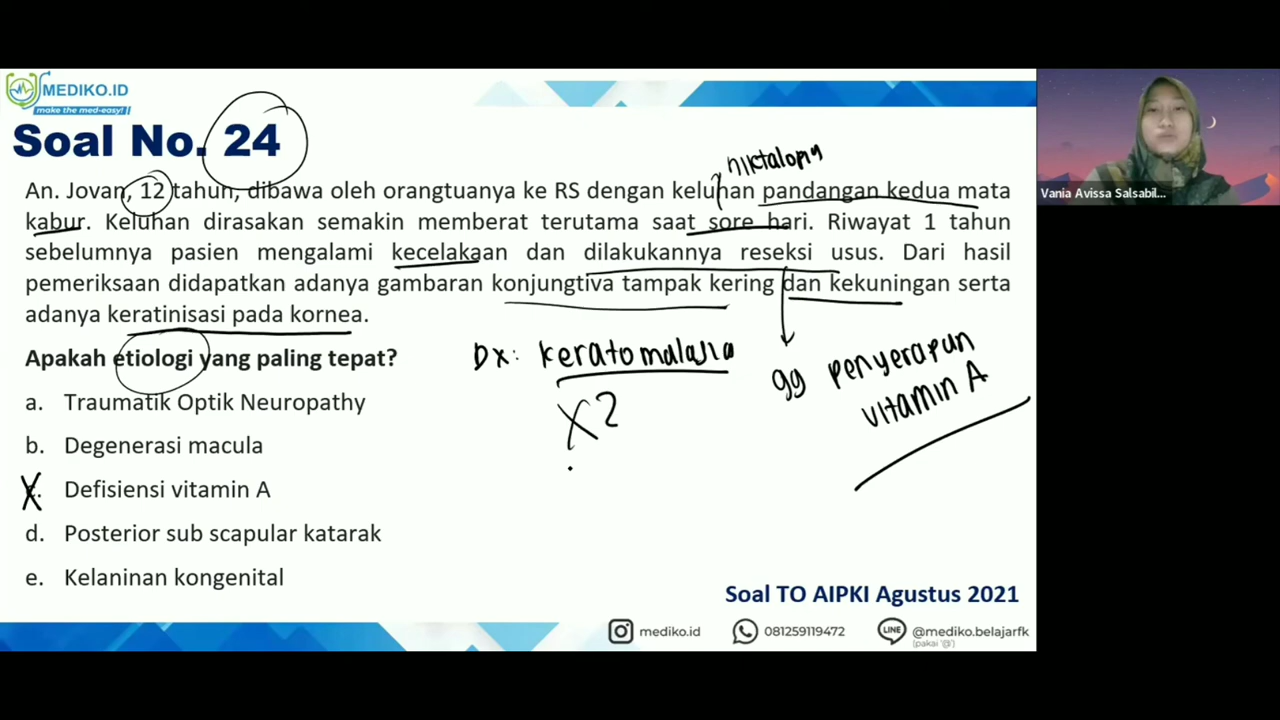 MEDIKO.ID
make the med-easy!
Soal No. 24
niktalopia
An. Jovan, 12 tahun, dibawa oleh orangtuanya ke RS dengan keluhan pandangan kedua mata
kabur. Keluhan dirasakan semakin memberat terutama saat sore hari. Riwayat 1 tahun
sebelumnya pasien mengalami kecelakaan dan dilakukannya reseksi usus. Dari hasil
pemeriksaan didapatkan adanya gambaran konjungtiva tampak kering dan kekuningan serta
adanya keratinisasi pada kornea.
Apakah etiologi yang paling tepat?
Dx: keratomalasia
X2
gg penyerapan
vitamin A
a. Traumatik Optik Neuropathy
b. Degenerasi macula
c. Defisiensi vitamin A
d. Posterior sub scapular katarak
e. Kelaninan kongenital
Soal TO AIPKI Agustus 2021
mediko.id 081259119472 LINE @mediko.belajarfk
(pakai '@')
Vania Avissa Salsabil...